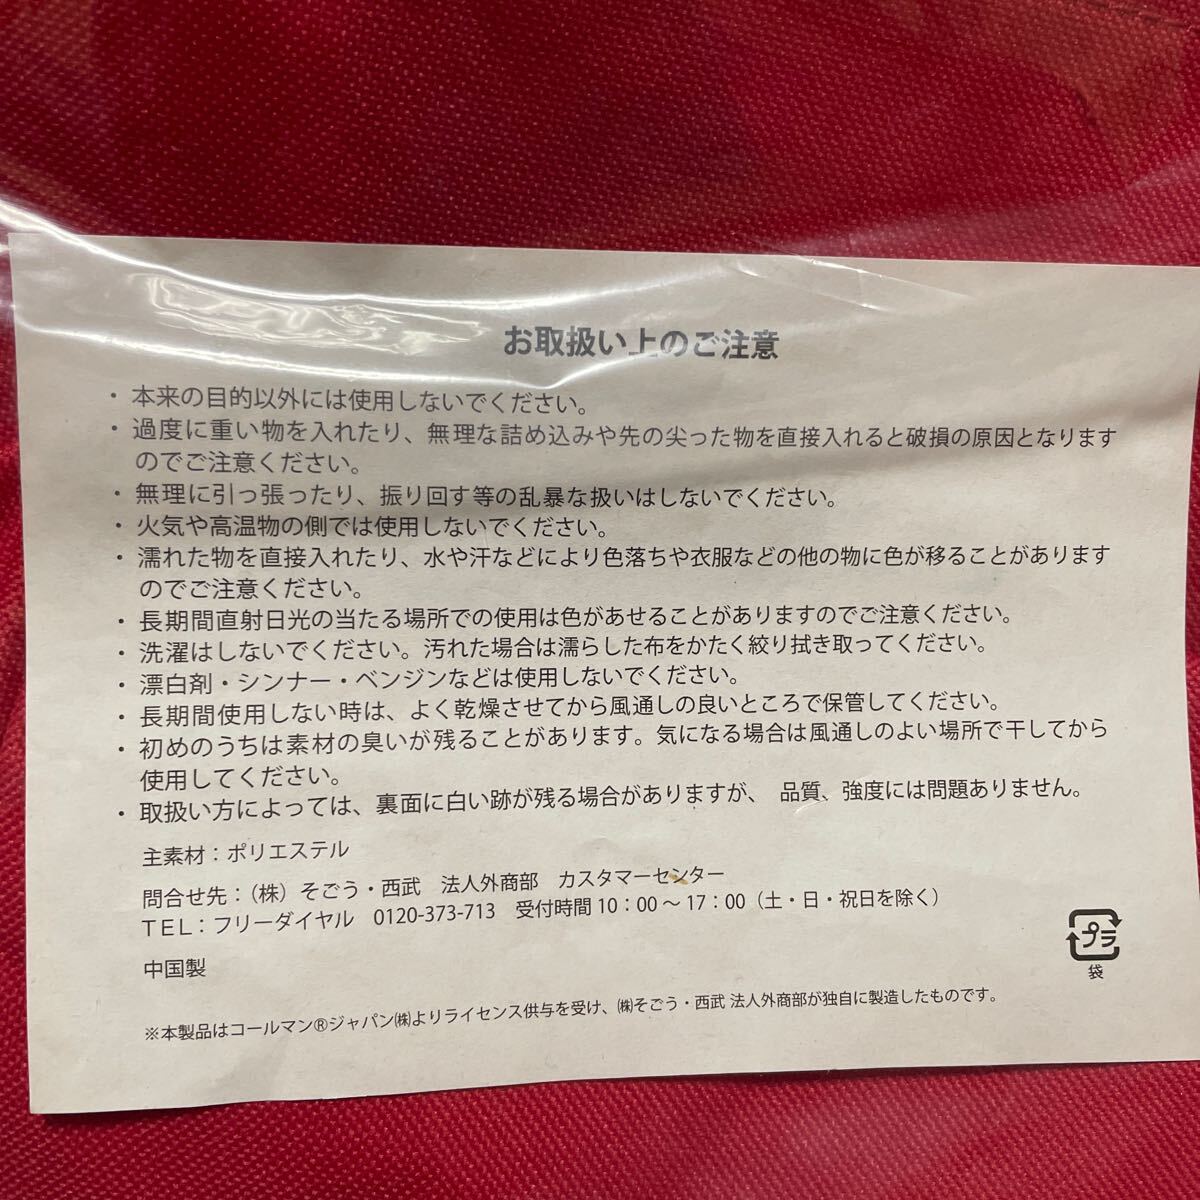 お取扱い上のご注意
・本来の目的以外には使用しないでください。
・過度に重い物を入れたり、無理な詰め込みや先の尖った物を直接入れると破損の原因となります
のでご注意ください。
・無理に引っ張ったり、振り回す等の乱暴な扱いはしないでください。
・火気や高温物の側では使用しないでください。
・濡れた物を直接入れたり、水や汗などにより色落ちや衣服などの他の物に色が移ることがあります
のでご注意ください。
・長期間直射日光の当たる場所での使用は色があせることがありますのでご注意ください。
・洗濯はしないでください。汚れた場合は濡らした布をかたく絞り拭き取ってください。
・漂白剤・シンナー・ベンジンなどは使用しないでください。
・長期間使用しない時は、よく乾燥させてから風通しの良いところで保管してください。
・初めのうちは素材の臭いが残ることがあります。気になる場合は風通しのよい場所で干してから
使用してください。
・取扱い方によっては、裏面に白い跡が残る場合がありますが、 品質、強度には問題ありません。
主素材：ポリエステル
問合せ先：（株）そごう・西武 法人外商部 カスタマーセンター
ＴＥＬ：フリーダイヤル 0120-373-713 受付時間 10：00～17：00（土・日・祝日を除く）
プラ
袋
中国製
※本製品はコールマン®ジャパン㈱よりライセンス供与を受け、㈱そごう・西武 法人外商部が独自に製造したものです。